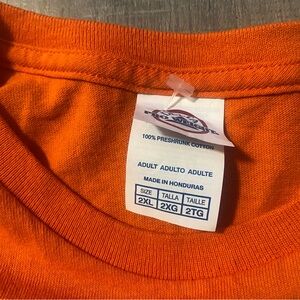 100% PRESHRUNK COTTON
ADULT ADULTO ADULTE
MADE IN HONDURAS
SIZE TALLA TAILLE
2XL 2XG 2TG